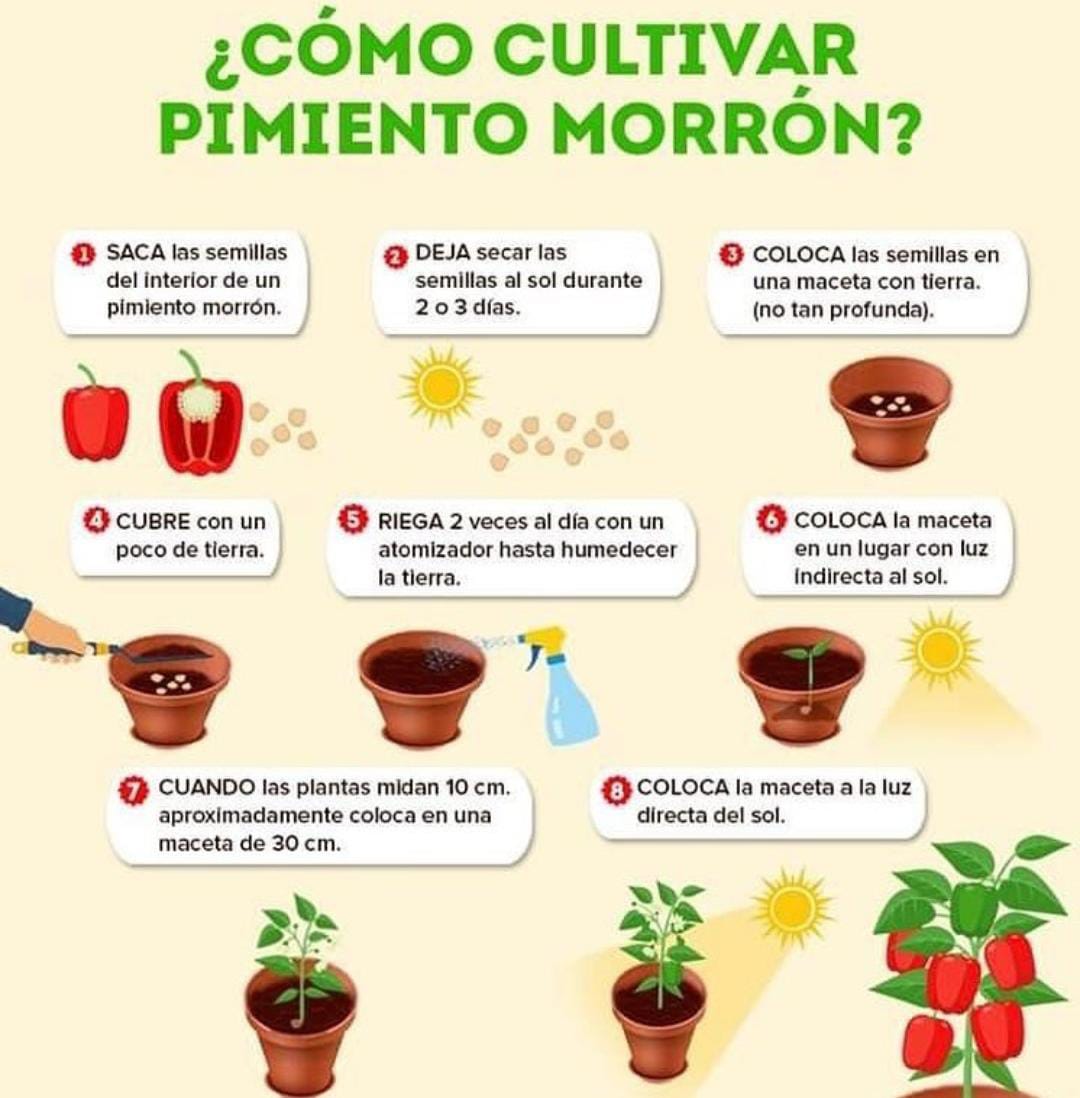 ¿CÓMO CULTIVAR
PIMIENTO MORRÓN?
1 SACA las semillas
del interior de un
pimiento morrón.
2 DEJA secar las
semillas al sol durante
2 o 3 días.
3 COLOCA las semillas en
una maceta con tierra.
(no tan profunda).
4 CUBRE con un
poco de tierra.
5 RIEGA 2 veces al día con un
atomizador hasta humedecer
la tierra.
6 COLOCA la maceta
en un lugar con luz
indirecta al sol.
7 CUANDO las plantas midan 10 cm.
aproximadamente coloca en una
maceta de 30 cm.
8 COLOCA la maceta a la luz
directa del sol.